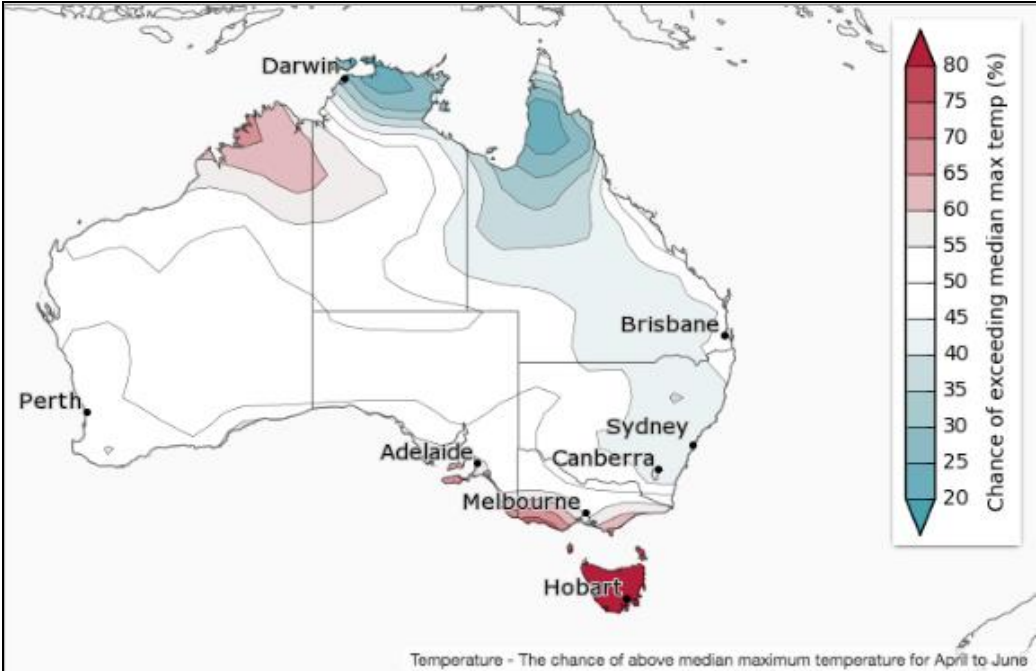 Darwin
Brisbane
Perth
Sydney
Adelaide
Canberra
Melbourne
Hobart
80
75
70
65
60
55
50
45
40
35
30
25
20
Chance of exceeding median max temp (%)
Temperature - The chance of above median maximum temperature for April to June